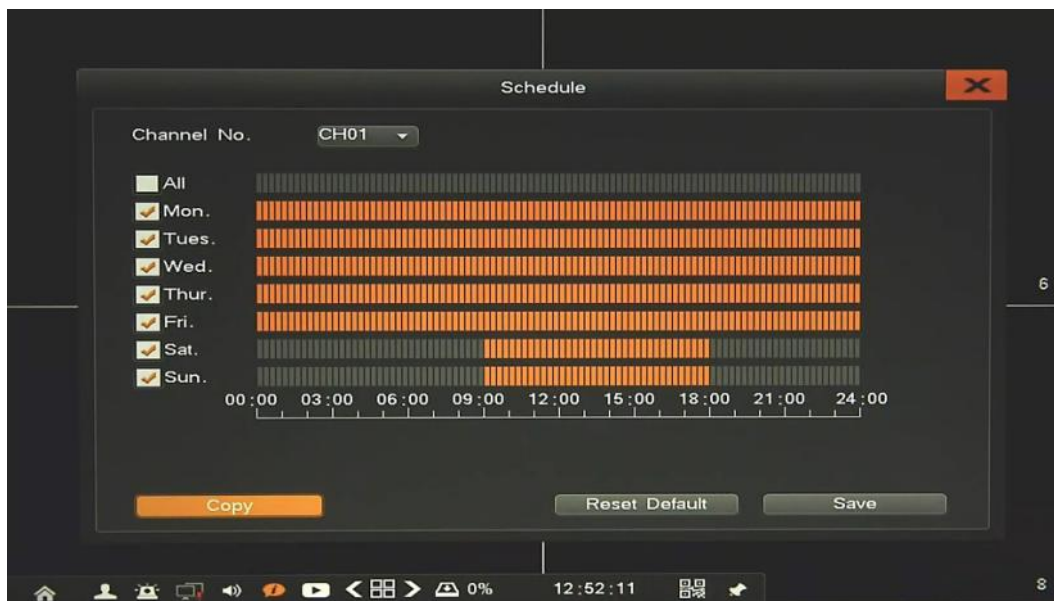 Schedule
Channel No. CH01
All
Mon.
Tues.
Wed.
Thur.
6
Fri.
Sat.
Sun.
00:00 03:00 06:00 09:00 12:00 15:00 18:00 21:00 24:00
Copy Reset Default Save
0% 12:52:11
8